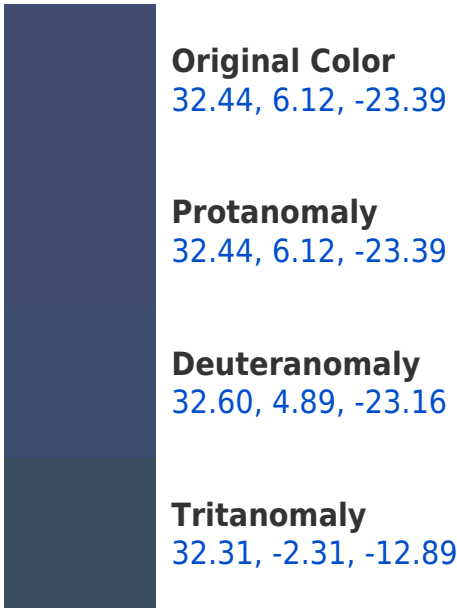 Original Color
32.44, 6.12, -23.39
Protanomaly
32.44, 6.12, -23.39
Deuteranomaly
32.60, 4.89, -23.16
Tritanomaly
32.31, -2.31, -12.89